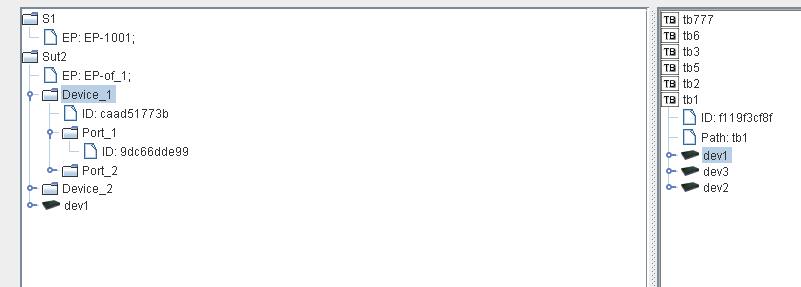 S1
EP: EP-1001;
Sut2
EP: EP-of_1;
Device_1
ID: caad51773b
Port_1
ID: 9dc66dde99
Port_2
Device_2
dev1
TB tb777
TB tb6
TB tb3
TB tb5
TB tb2
TB tb1
ID: f119f3cf8f
Path: tb1
dev1
dev3
dev2